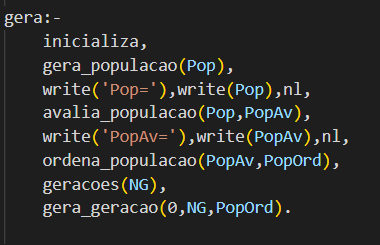 gera:-
    inicializa,
    gera_populacao(Pop),
    write('Pop='),write(Pop),nl,
    avalia_populacao(Pop,PopAv),
    write('PopAv='),write(PopAv),nl,
    ordena_populacao(PopAv,PopOrd),
    geracoes(NG),
    gera_geracao(0,NG,PopOrd).